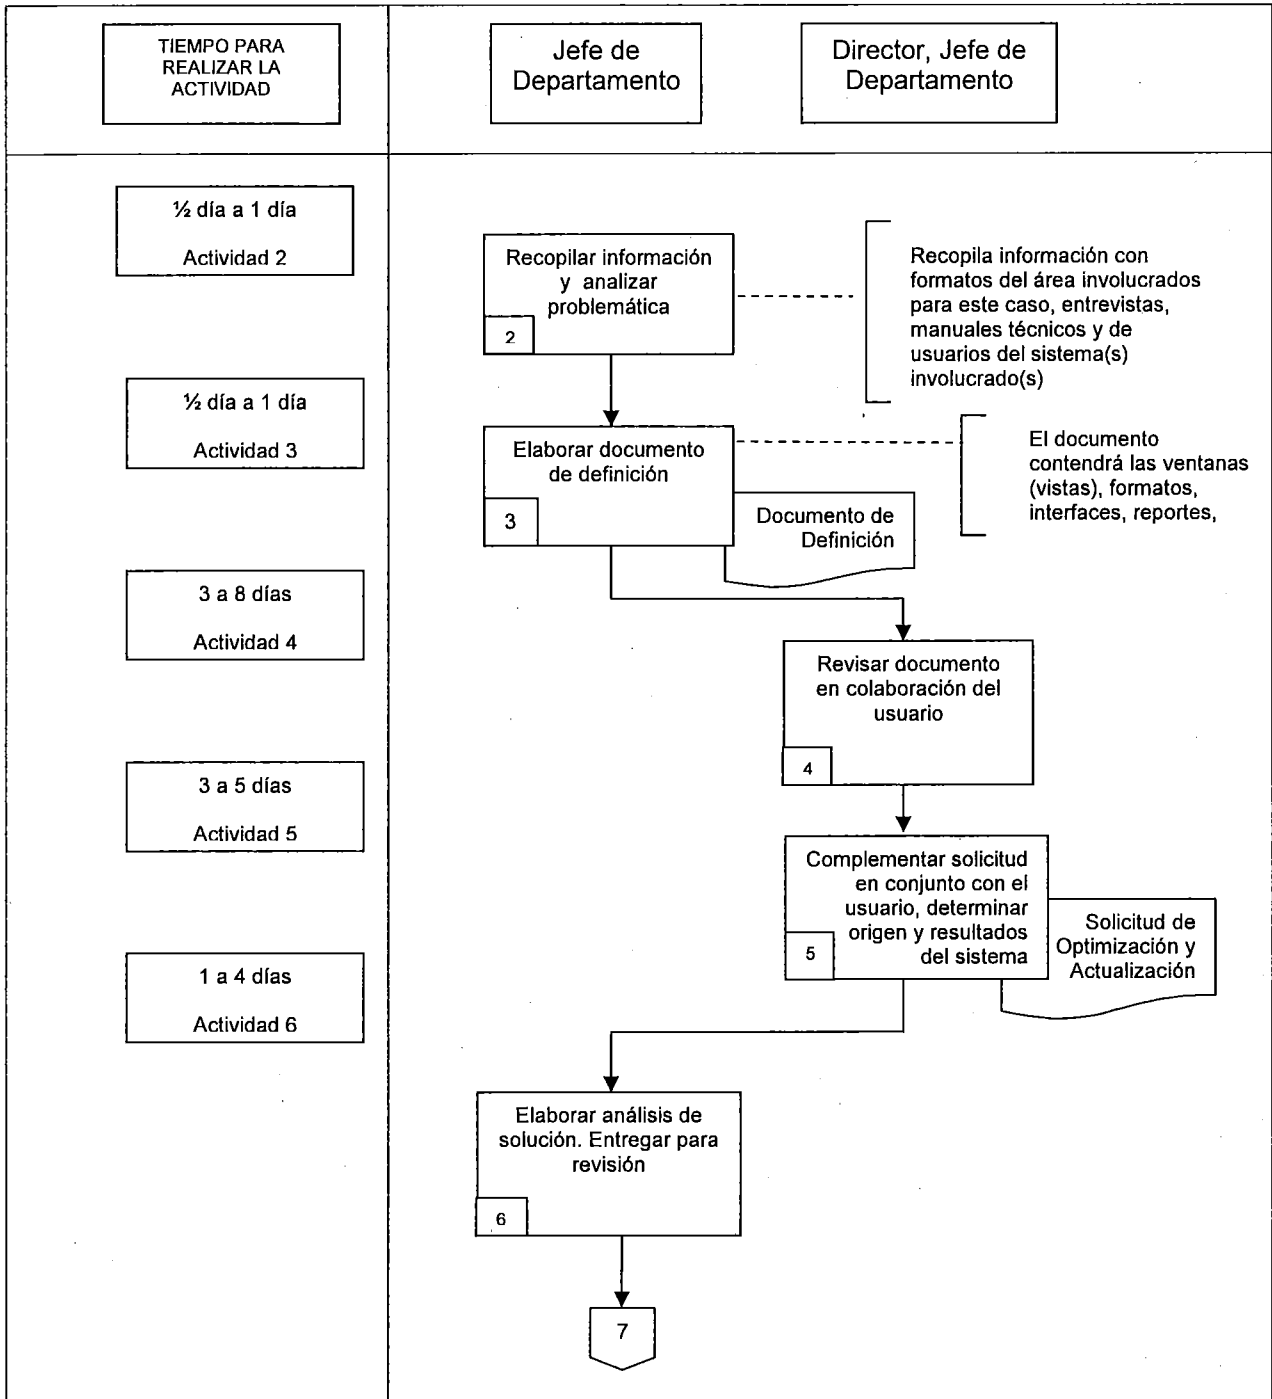 TIEMPO PARA
REALIZAR LA
ACTIVIDAD
Jefe de
Departamento
Director, Jefe de
Departamento
½ día a 1 día
Actividad 2
Recopilar información
y analizar
problemática
2
Recopila información con
formatos del área involucrados
para este caso, entrevistas,
manuales técnicos y de
usuarios del sistema(s)
involucrado(s)
½ día a 1 día
Actividad 3
Elaborar documento
de definición
3
Documento de
Definición
El documento
contendrá las ventanas
(vistas), formatos,
interfaces, reportes,
3 a 8 días
Actividad 4
Revisar documento
en colaboración del
usuario
4
3 a 5 días
Actividad 5
Complementar solicitud
en conjunto con el
usuario, determinar
origen y resultados
del sistema
5
Solicitud de
Optimización y
Actualización
1 a 4 días
Actividad 6
Elaborar análisis de
solución. Entregar para
revisión
6
7